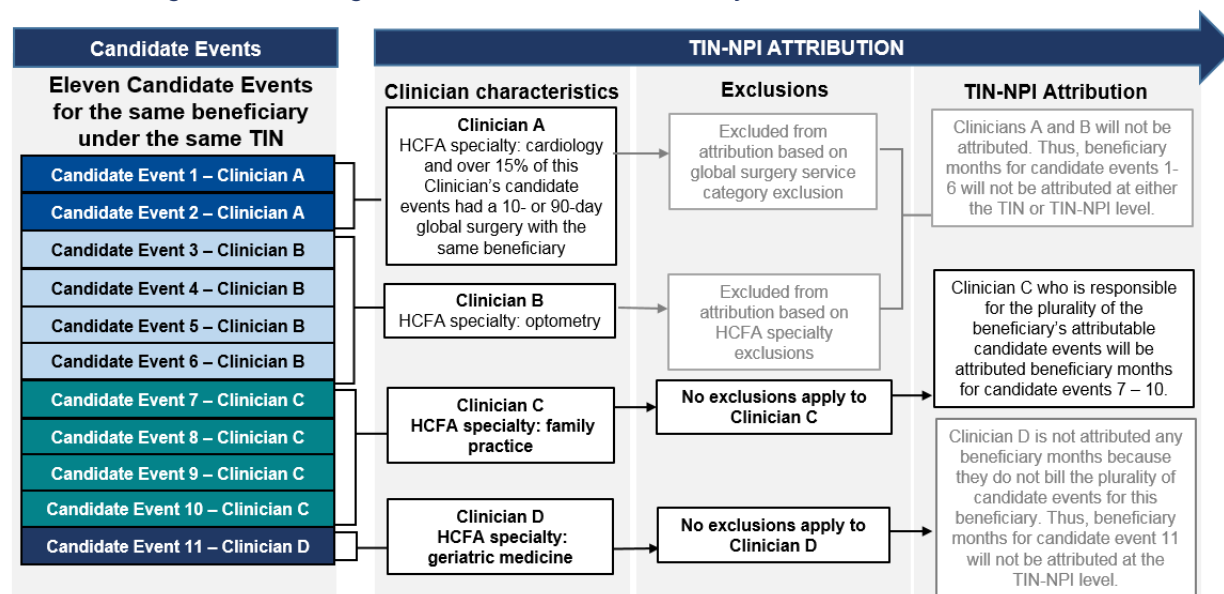 Candidate Events
TIN-NPI ATTRIBUTION
Eleven Candidate Events
for the same beneficiary
under the same TIN
Candidate Event 1 – Clinician A
Candidate Event 2 – Clinician A
Candidate Event 3 – Clinician B
Candidate Event 4 – Clinician B
Candidate Event 5 – Clinician B
Candidate Event 6 – Clinician B
Candidate Event 7 – Clinician C
Candidate Event 8 – Clinician C
Candidate Event 9 – Clinician C
Candidate Event 10 – Clinician C
Candidate Event 11 – Clinician D
Clinician characteristics
Clinician A
HCFA specialty: cardiology
and over 15% of this
Clinician's candidate
events had a 10- or 90-day
global surgery with the
same beneficiary
Clinician B
HCFA specialty: optometry
Clinician C
HCFA specialty: family
practice
Clinician D
HCFA specialty:
geriatric medicine
Exclusions
Excluded from
attribution based on
global surgery service
category exclusion
Excluded from
attribution based on
HCFA specialty
exclusions
No exclusions apply to
Clinician C
No exclusions apply to
Clinician D
TIN-NPI Attribution
Clinicians A and B will not be
attributed. Thus, beneficiary
months for candidate events 1-
6 will not be attributed at either
the TIN or TIN-NPI level.
Clinician C who is responsible
for the plurality of the
beneficiary's attributable
candidate events will be
attributed beneficiary months
for candidate events 7 – 10.
Clinician D is not attributed any
beneficiary months because
they do not bill the plurality of
candidate events for this
beneficiary. Thus, beneficiary
months for candidate event 11
will not be attributed at the
TIN-NPI level.